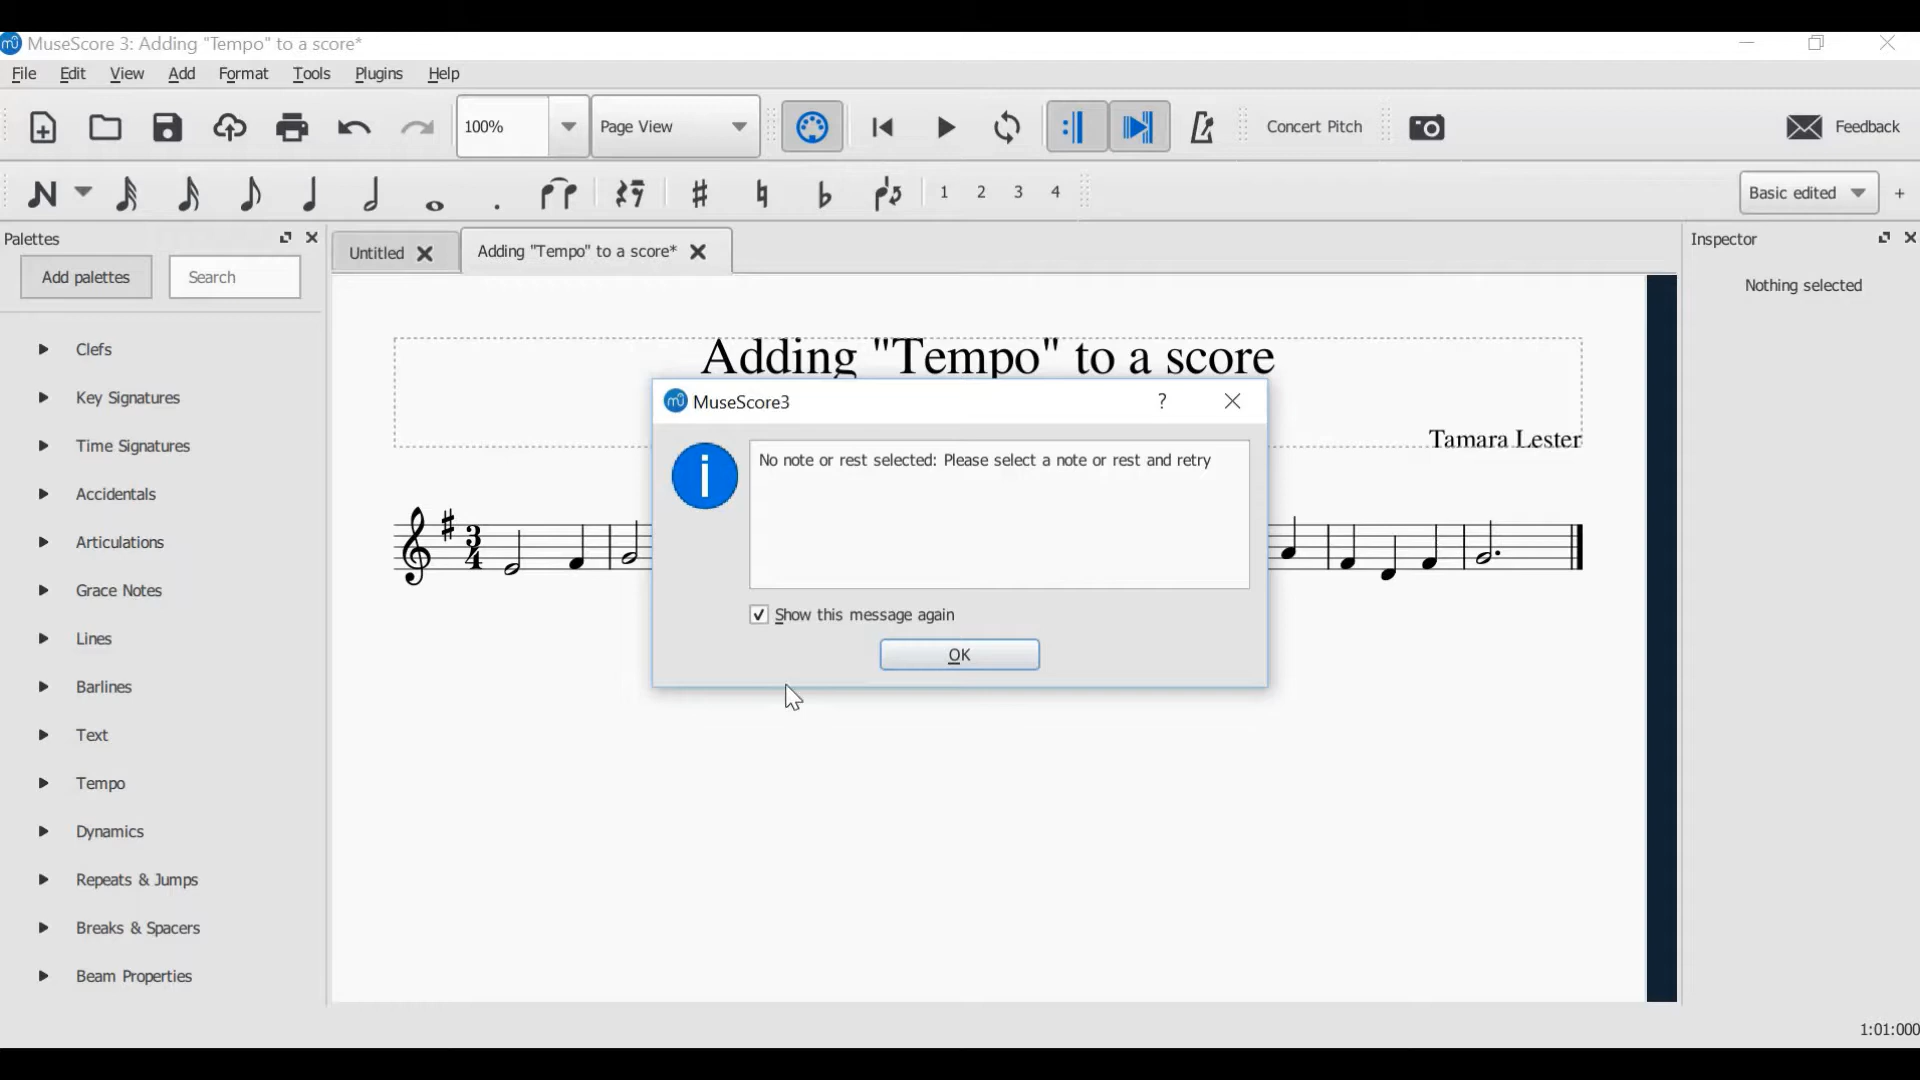 MuseScore 3: Adding "Tempo" to a score*
File Edit View Add Format Tools Plugins Help
100% Page View Concert Pitch Feedback
1 2 3 4 Basic edited +
Palettes
Add palettes Search
Clefs
Key Signatures
Time Signatures
Accidentals
Articulations
Grace Notes
Lines
Barlines
Text
Tempo
Dynamics
Repeats & Jumps
Breaks & Spacers
Beam Properties
Untitled Adding "Tempo" to a score*
Adding "Tempo" to a score
Tamara Lester
3
4
MuseScore3 ?
No note or rest selected: Please select a note or rest and retry
Show this message again
OK
Inspector
Nothing selected
1:01:000